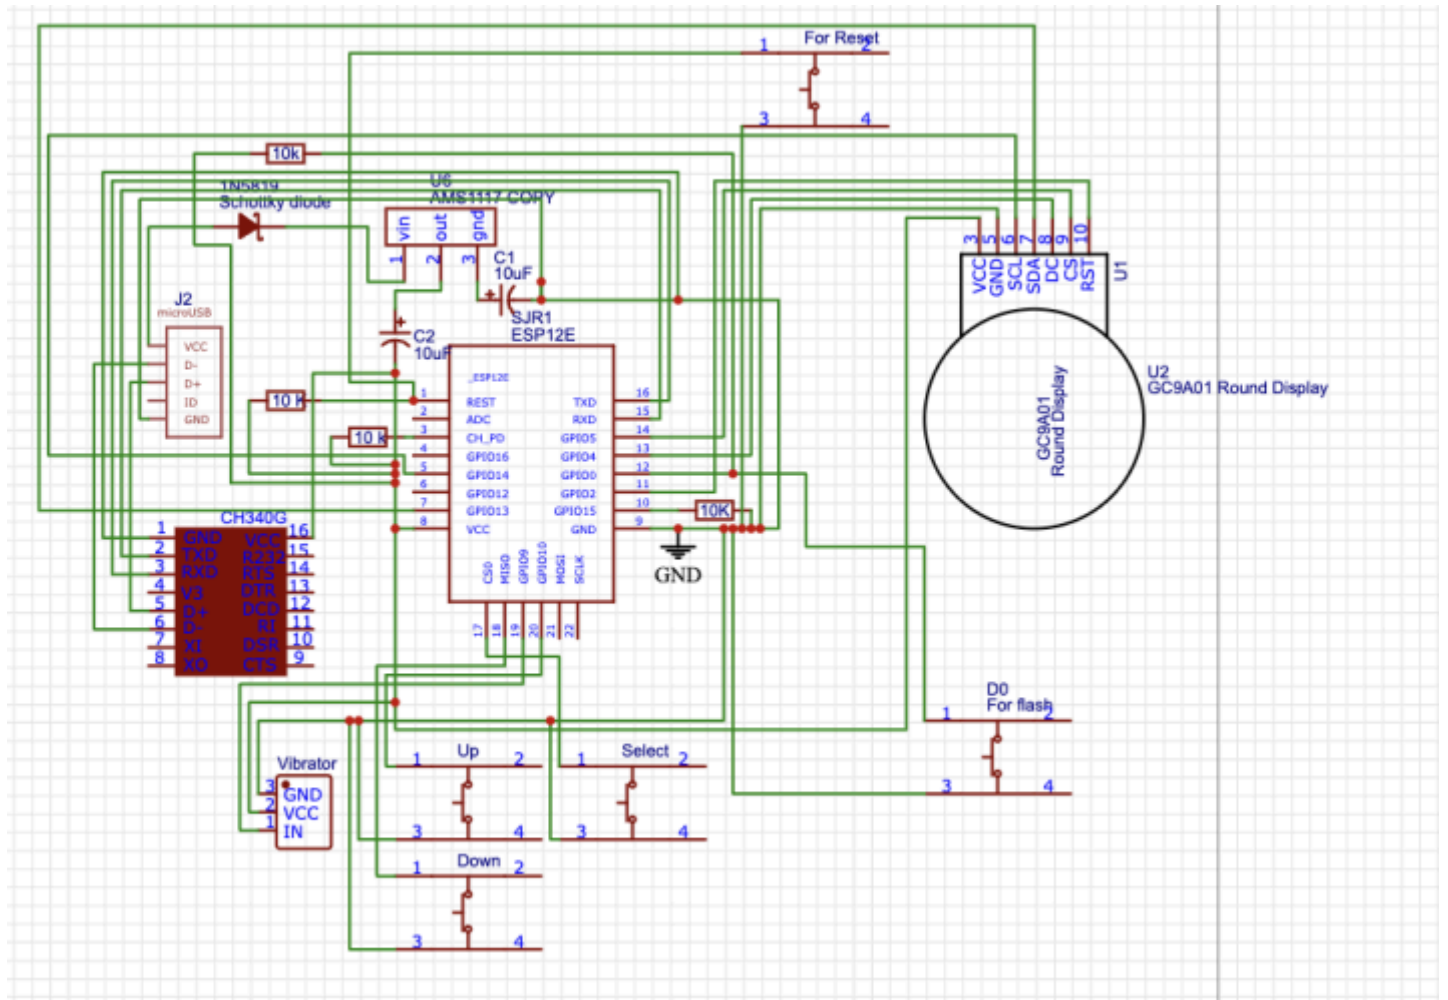 For Reset
1 2
3 4
10k
1N5819
Schottky diode
U6
AMS1117 COPY
vin out gnd
1 2 3
C1
10uF
C2
10uF
SJR1
ESP12E
_ESP12E
1 REST
2 ADC
3 CH_PD
4 GPIO16
5 GPIO14
6 GPIO12
7 GPIO13
8 VCC
TXD 16
RXD 15
GPIO5 14
GPIO4 13
GPIO0 12
GPIO2 11
GPIO15 10
GND 9
CS0 MISO GPIO9 GPIO10 MOSI SCLK
17 18 19 20 21 22
10 k
10 k
10K
GND
J2
microUSB
VCC
D-
D+
ID
GND
CH340G
1 GND VCC 16
2 TXD R232 15
3 RXD RTS 14
4 V3 DTR 13
5 D+ DCD 12
6 D- RI 11
7 XI DSR 10
8 XO CTS 9
3 5 6 7 8 9 10
VCC GND SCL SDA DC CS RST
U1
U2
GC9A01 Round Display
GC9A01
Round Display
D0
For flash
1 2
3 4
Vibrator
3 GND
2 VCC
1 IN
Up
1 2
3 4
Select
1 2
3 4
Down
1 2
3 4